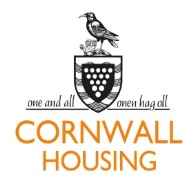 one and all onen hag oll
CORNWALL
HOUSING